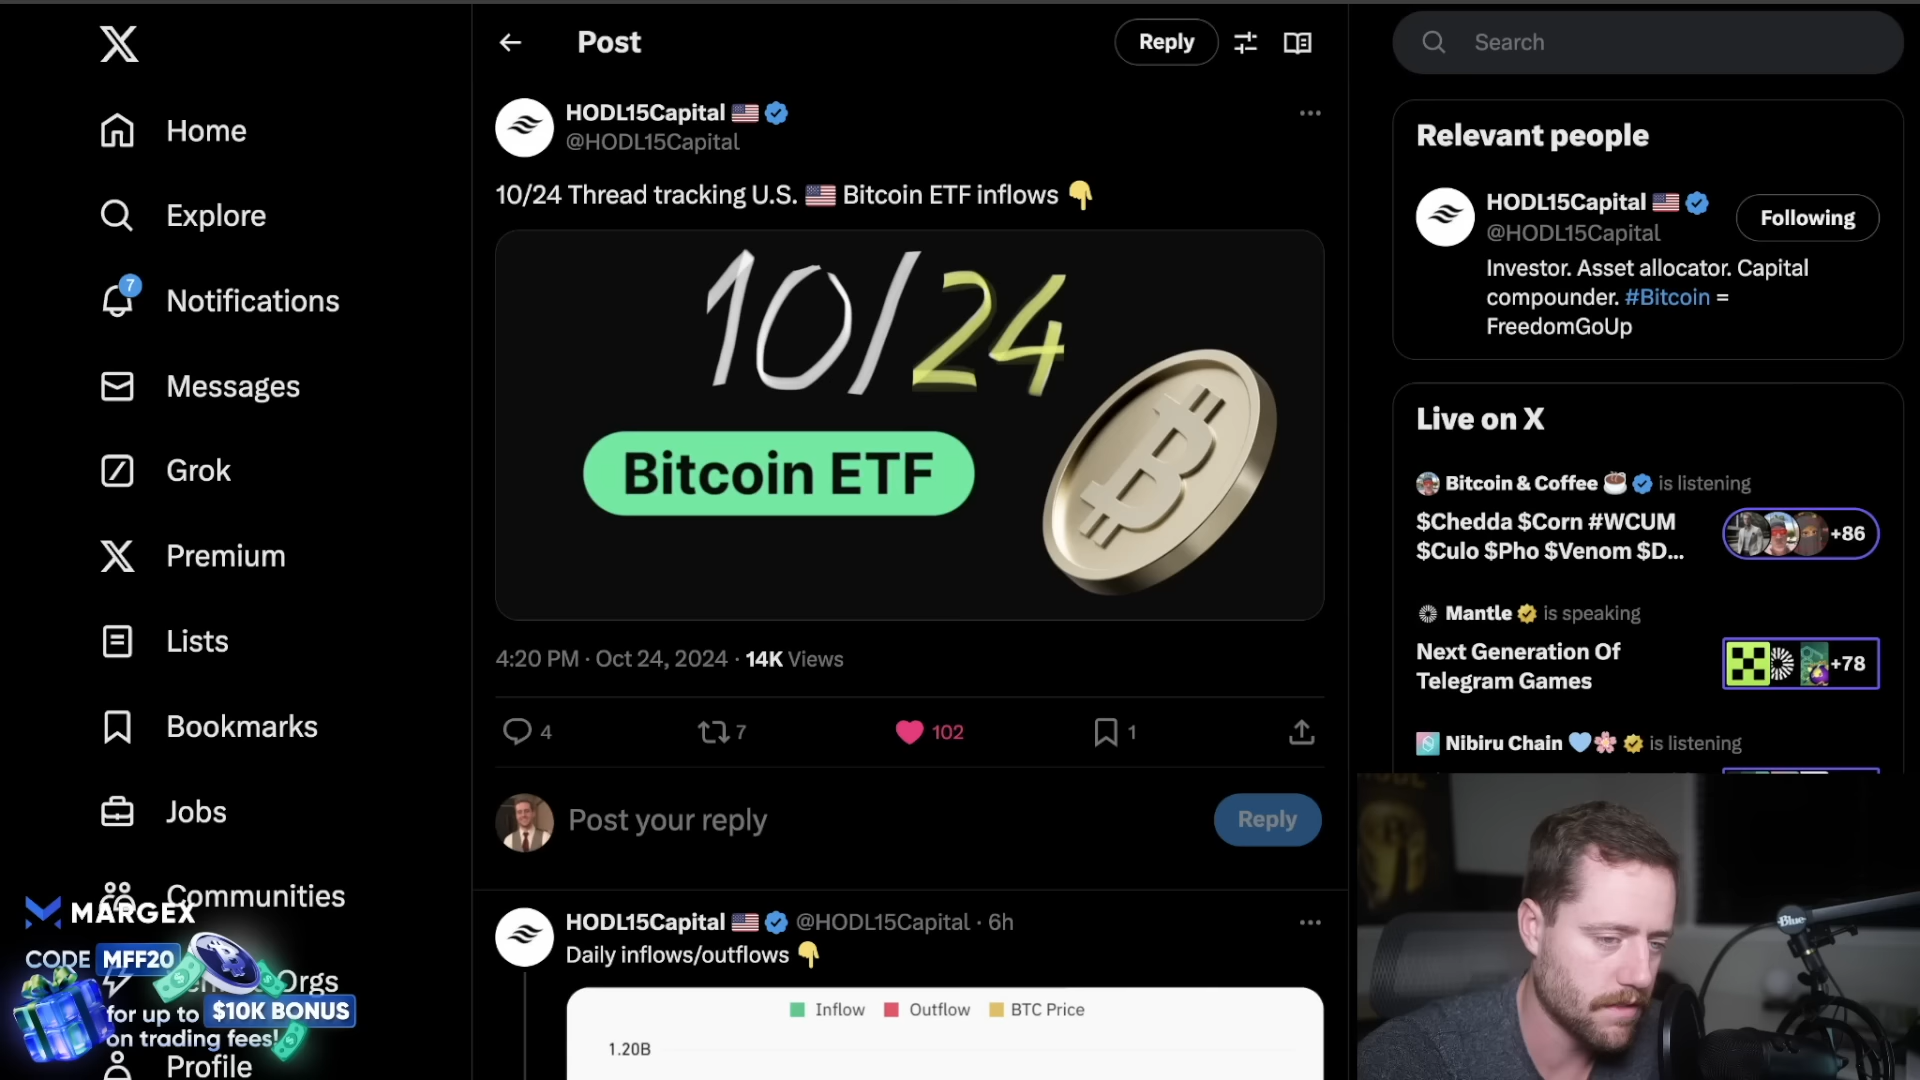 Home
Explore
7
Notifications
Messages
Grok
Premium
Lists
Bookmarks
Jobs
Communities
Orgs
Profile
MARGEX
CODE MFF20
for up to $10K BONUS
on trading fees!
Post
Reply
HODL15Capital
@HODL15Capital
10/24 Thread tracking U.S. 🇺🇸 Bitcoin ETF inflows 👇
10/24
Bitcoin ETF
4:20 PM · Oct 24, 2024 · 14K Views
4
7
102
1
Post your reply
Reply
HODL15Capital 🇺🇸 @HODL15Capital · 6h
Daily inflows/outflows 👇
Inflow Outflow BTC Price
1.20B
Search
Relevant people
HODL15Capital 🇺🇸
@HODL15Capital
Following
Investor. Asset allocator. Capital
compounder. #Bitcoin =
FreedomGoUp
Live on X
Bitcoin & Coffee ☕ is listening
$Chedda $Corn #WCUM
$Culo $Pho $Venom $D...
+86
Mantle is speaking
Next Generation Of
Telegram Games
+78
Nibiru Chain 🩵🌸 is listening
Blue